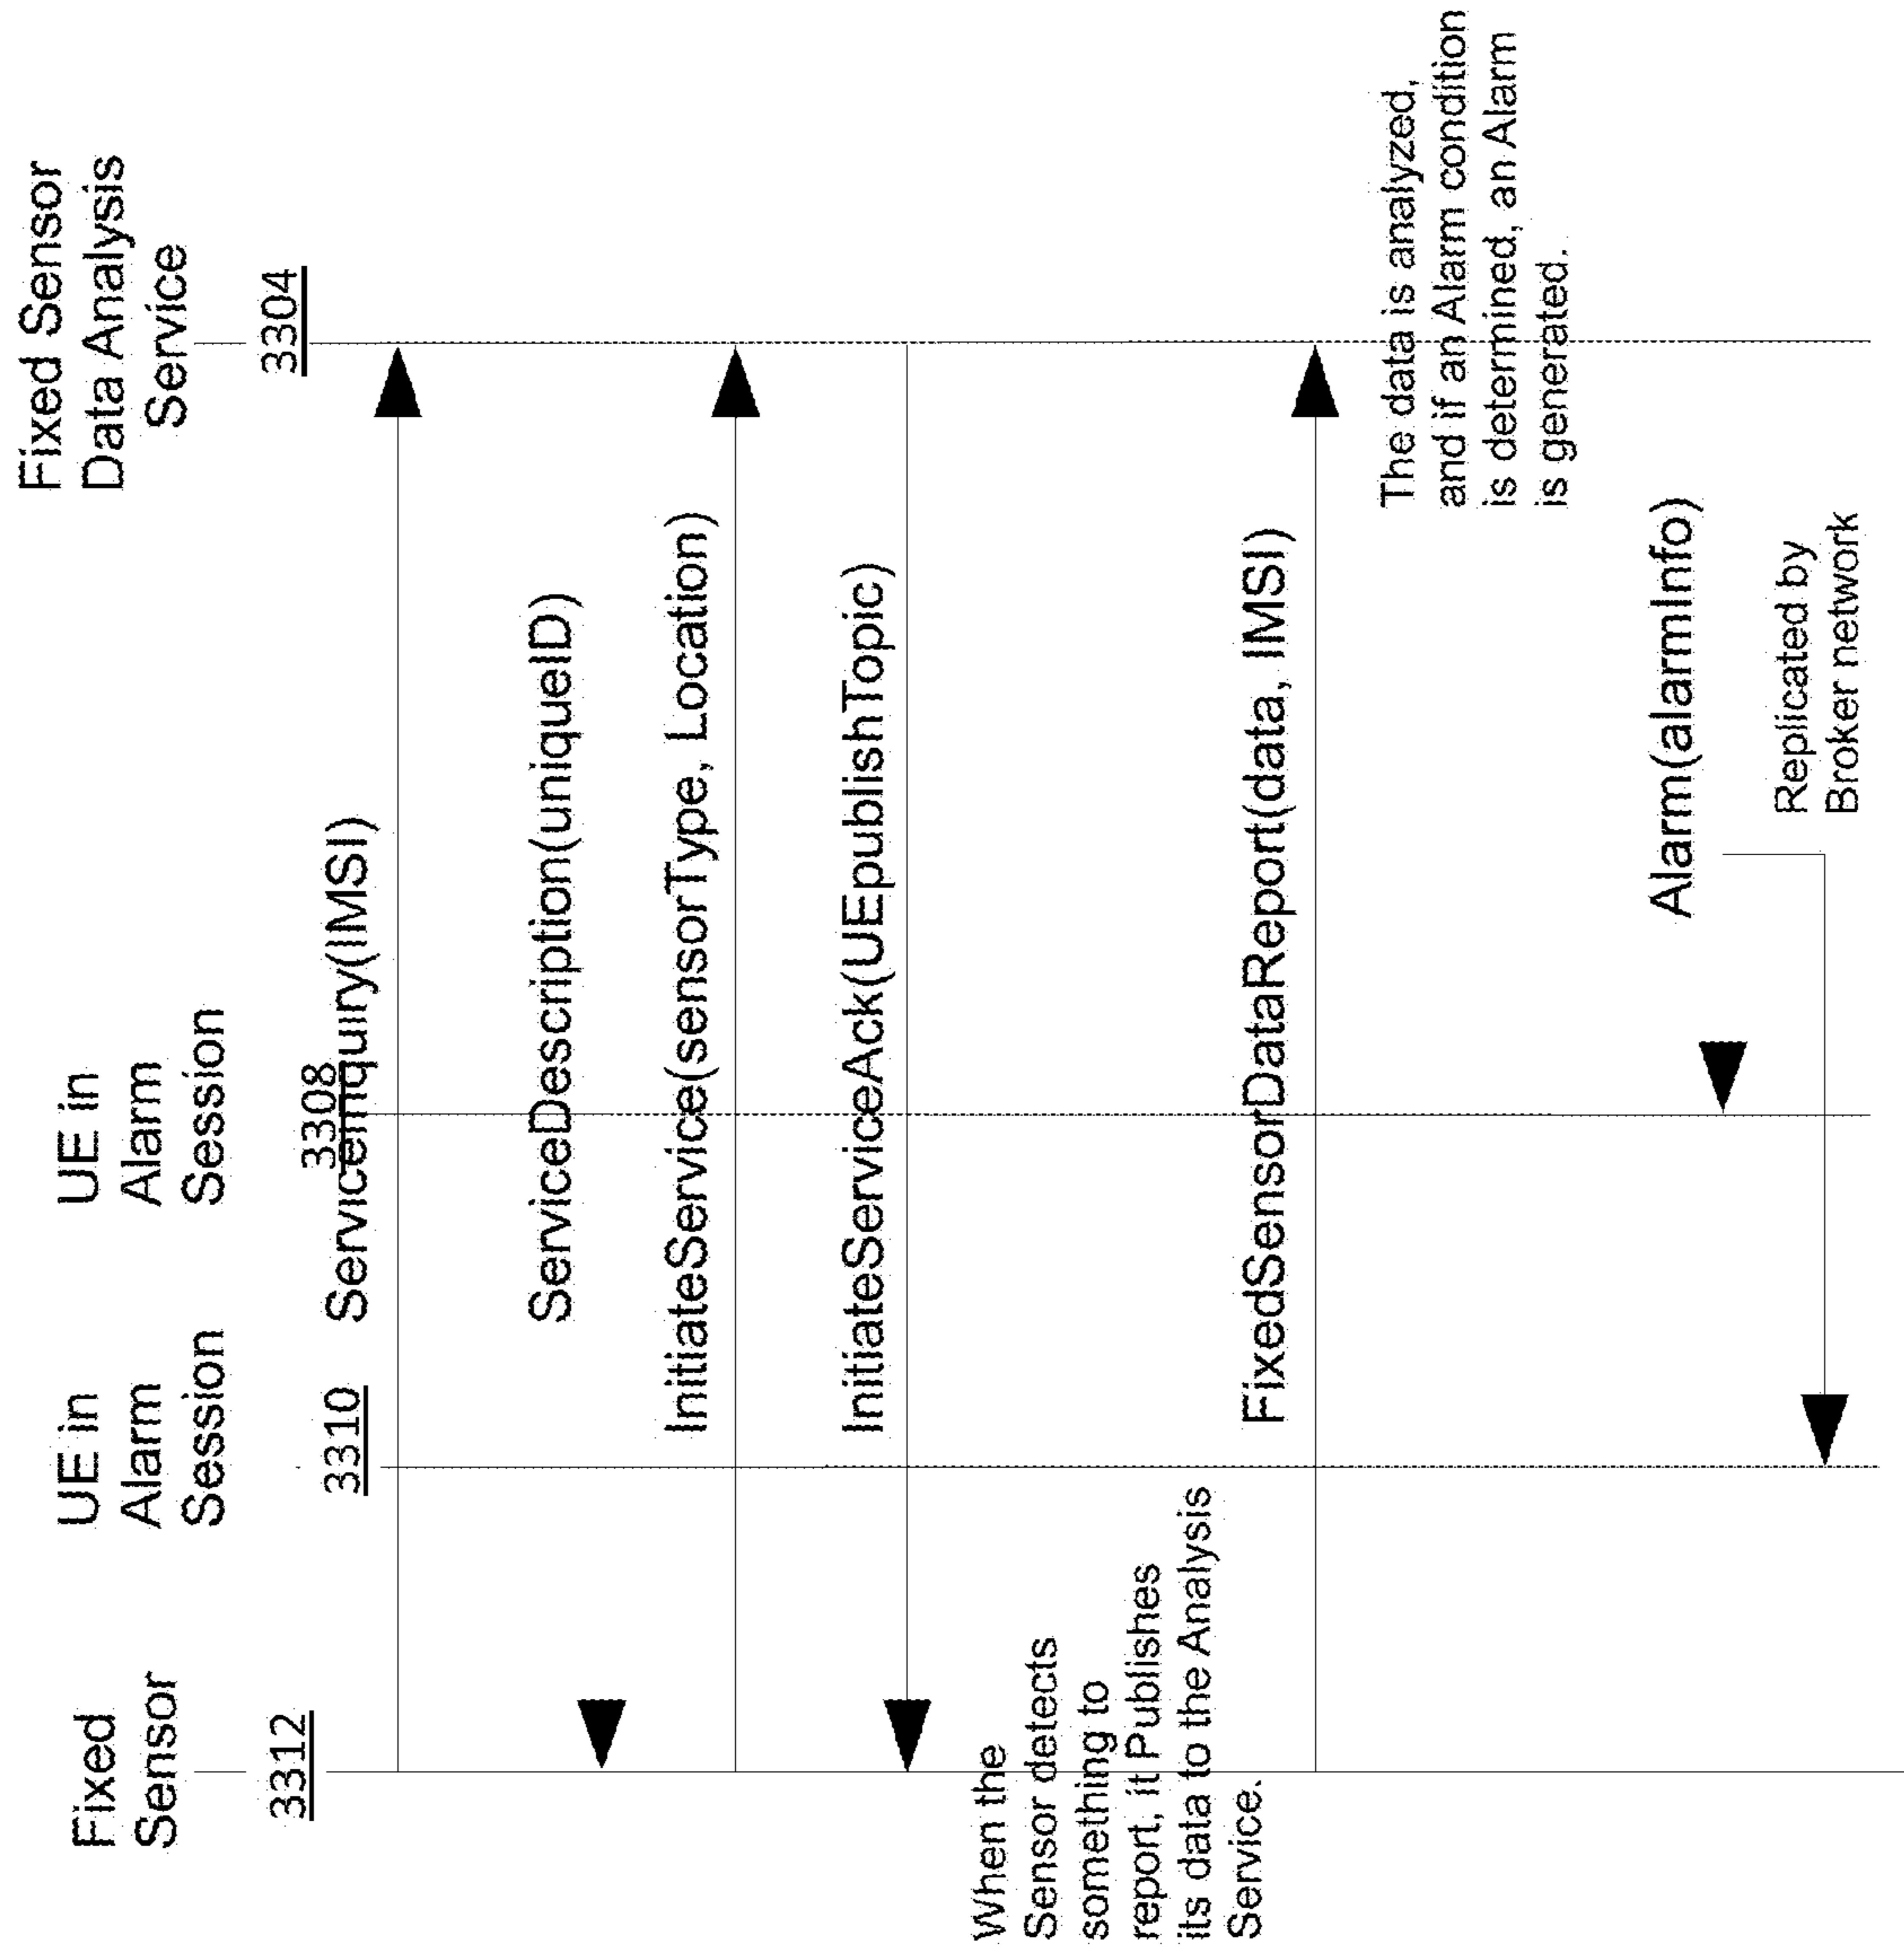 Fixed
Sensor
3312
UE in
Alarm
Session
3310
UE in
Alarm
Session
3308
Fixed Sensor
Data Analysis
Service
3304
ServiceInquiry(IMSI)
ServiceDescription(uniqueID)
InitiateService(sensorType, Location)
InitiateServiceAck(UEpublishTopic)
When the
Sensor detects
something to
report, it Publishes
its data to the Analysis
Service.
FixedSensorDataReport(data, IMSI)
The data is analyzed,
and if an Alarm condition
is determined, an Alarm
is generated.
Alarm(alarmInfo)
Replicated by
Broker network